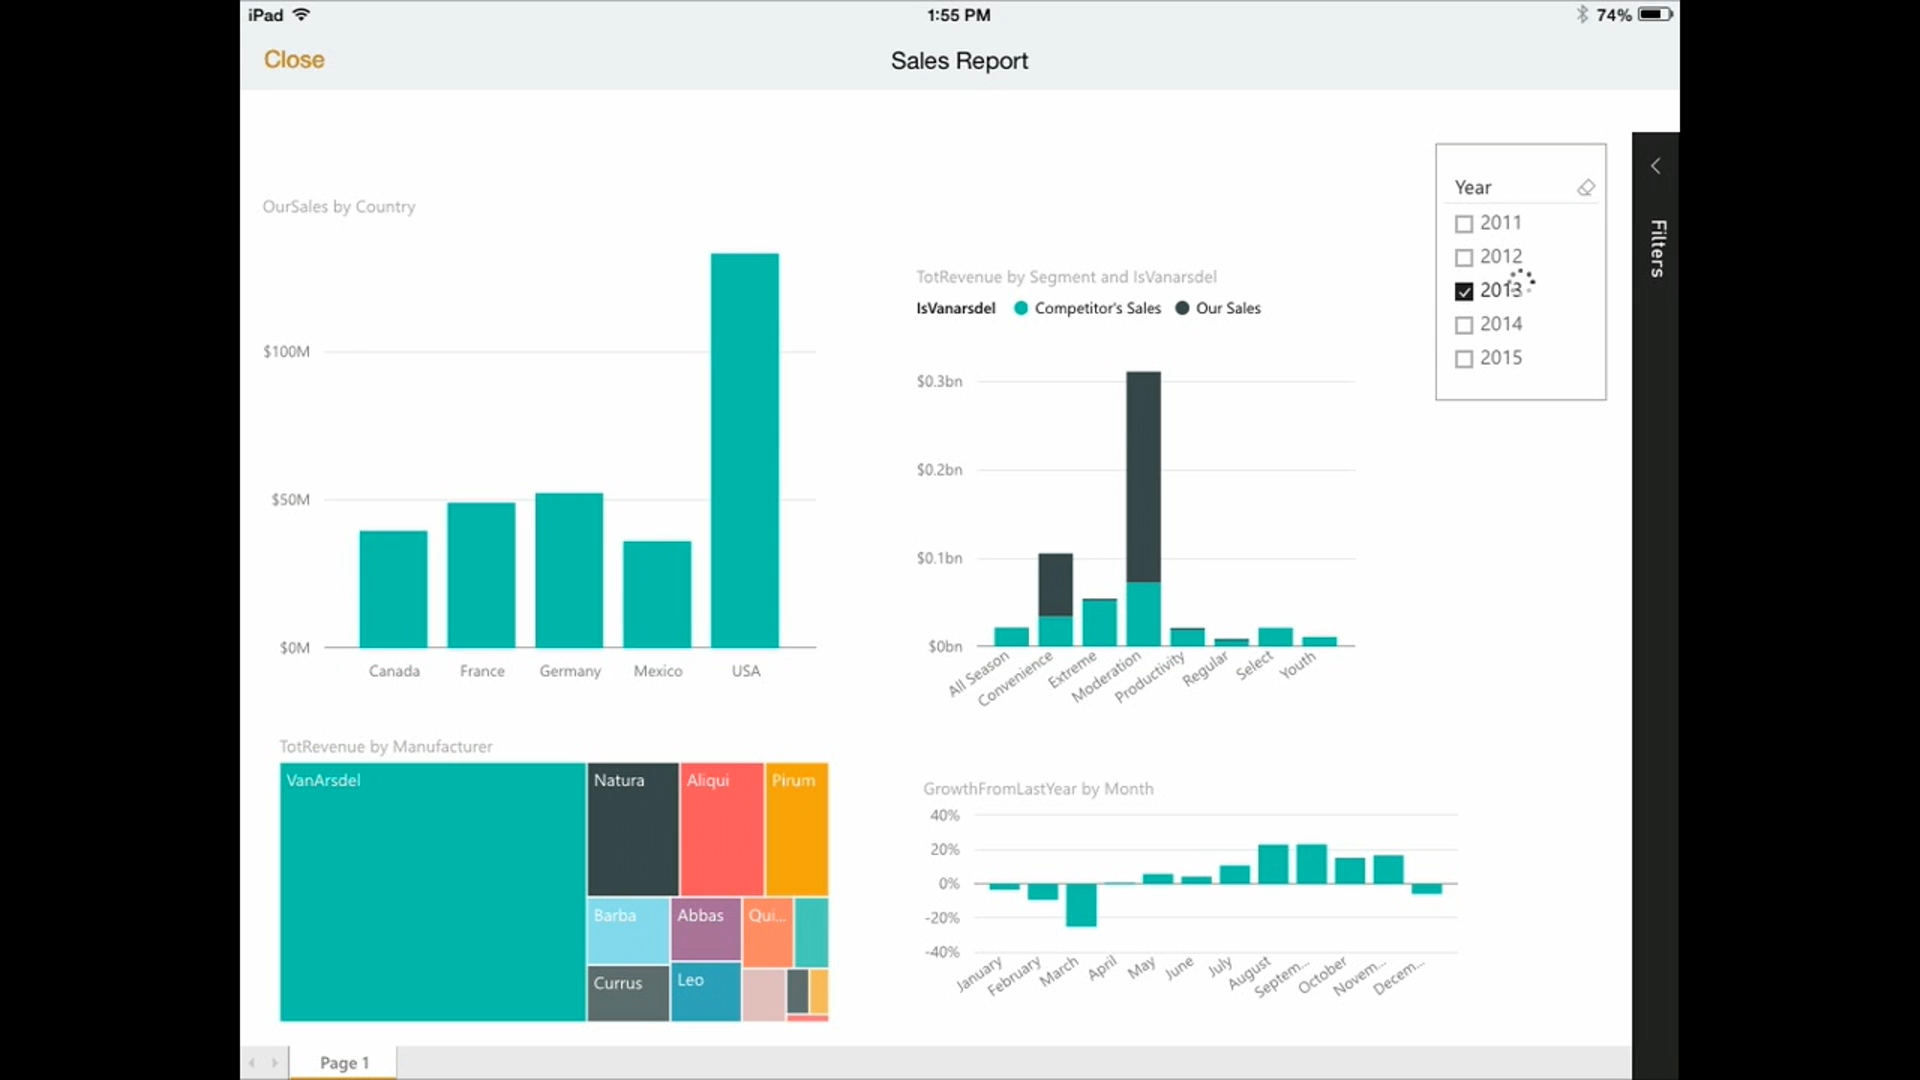 iPad
1:55 PM
74%
Close
Sales Report
Year
2011
2012
2013
2014
2015
Filters
OurSales by Country
$100M
$50M
$0M
Canada
France
Germany
Mexico
USA
TotRevenue by Segment and IsVanarsdel
IsVanarsdel Competitor's Sales Our Sales
$0.3bn
$0.2bn
$0.1bn
$0bn
All Season
Convenience
Extreme
Moderation
Productivity
Regular
Select
Youth
TotRevenue by Manufacturer
VanArsdel
Natura
Aliqui
Pirum
Barba
Abbas
Qui...
Currus
Leo
GrowthFromLastYear by Month
40%
20%
0%
-20%
-40%
January
February
March
April
May
June
July
August
Septem...
October
Novem...
Decem...
Page 1